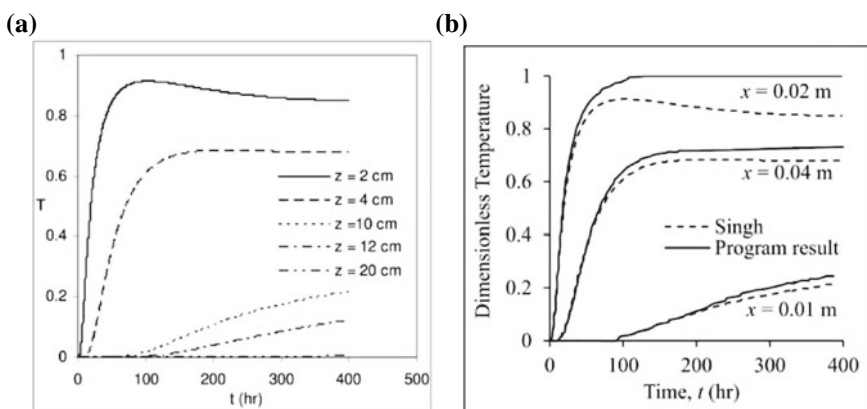 (a)
1
0.8
0.6
T
0.4
0.2
0
0 100 200 300 400 500
t (hr)
z = 2 cm
z = 4 cm
z =10 cm
z = 12 cm
z = 20 cm
(b)
Dimensionless Temperature
1
0.8
0.6
0.4
0.2
0
0 100 200 300 400
Time, t (hr)
x = 0.02 m
x = 0.04 m
Singh
Program result
x = 0.01 m